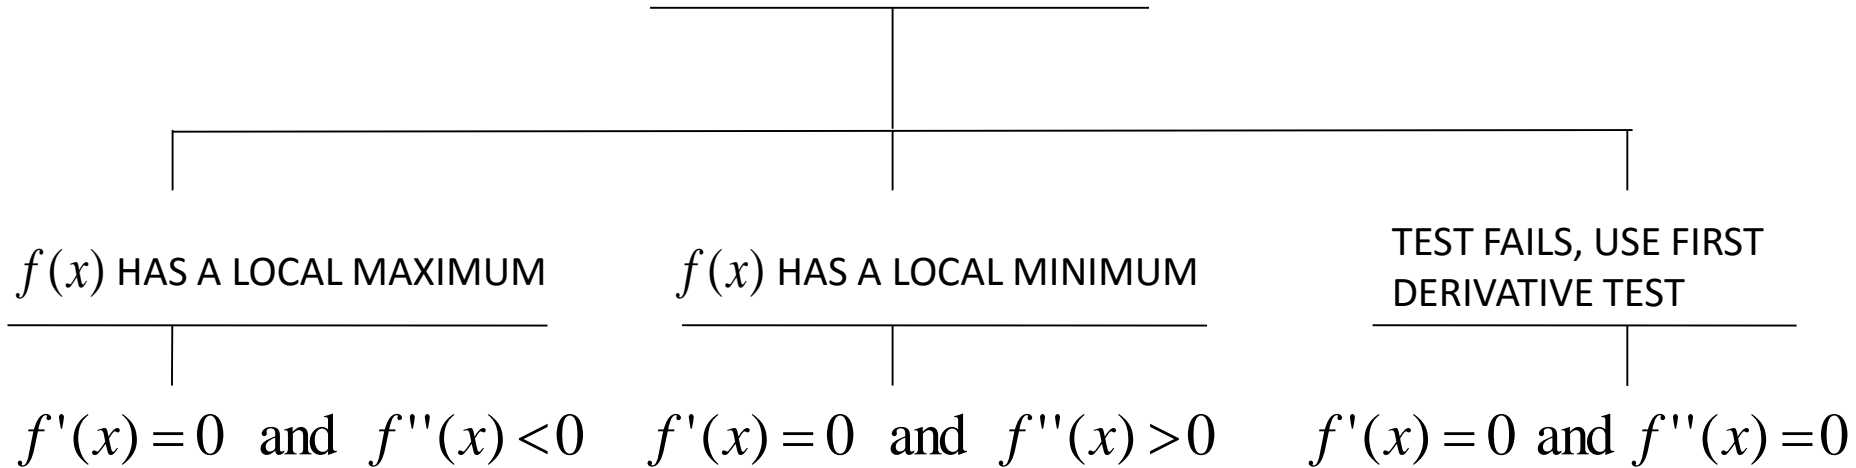 f(x) HAS A LOCAL MAXIMUM
f(x) HAS A LOCAL MINIMUM
TEST FAILS, USE FIRST
DERIVATIVE TEST
f'(x) = 0 and f''(x) < 0
f'(x) = 0 and f''(x) > 0
f'(x) = 0 and f''(x) = 0